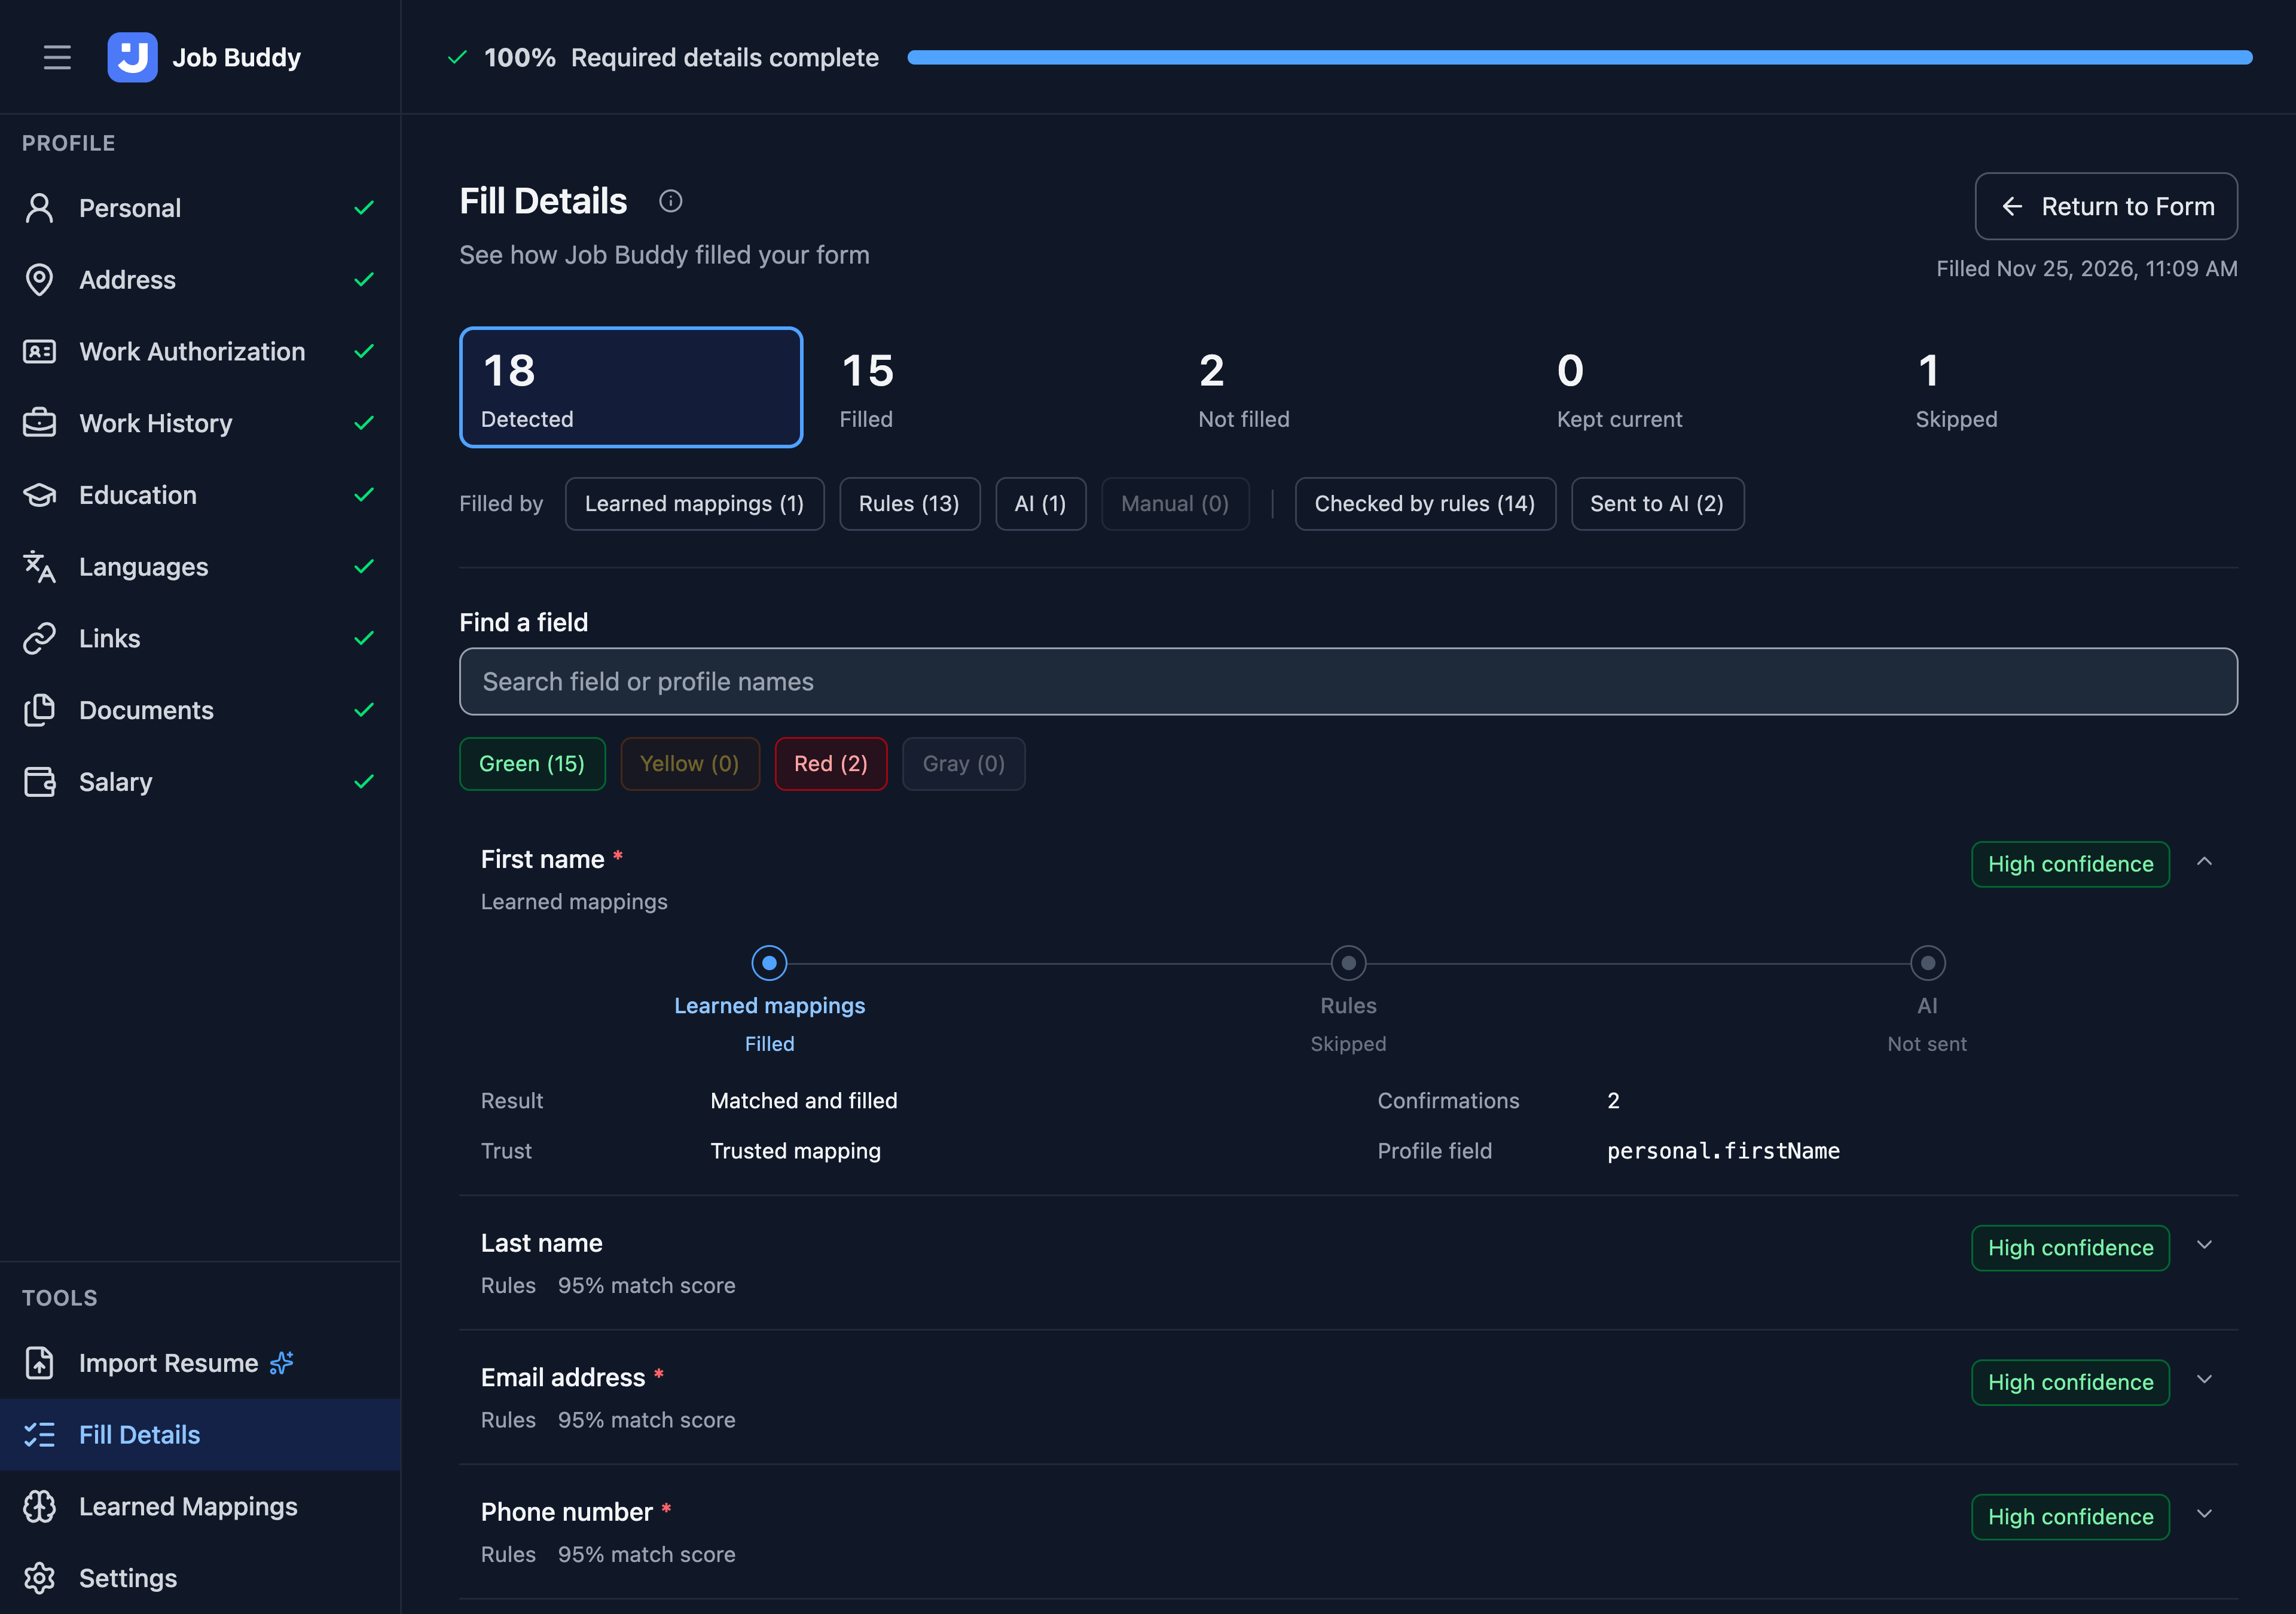 Job Buddy
100% Required details complete
PROFILE
Personal
Address
Work Authorization
Work History
Education
Languages
Links
Documents
Salary
TOOLS
Import Resume
Fill Details
Learned Mappings
Settings
Fill Details
See how Job Buddy filled your form
Return to Form
Filled Nov 25, 2026, 11:09 AM
18
Detected
15
Filled
2
Not filled
0
Kept current
1
Skipped
Filled by Learned mappings (1) Rules (13) AI (1) Manual (0) Checked by rules (14) Sent to AI (2)
Find a field
Search field or profile names
Green (15) Yellow (0) Red (2) Gray (0)
First name * High confidence
Learned mappings
Learned mappings Rules AI
Filled Skipped Not sent
Result Matched and filled Confirmations 2
Trust Trusted mapping Profile field personal.firstName
Last name High confidence
Rules 95% match score
Email address * High confidence
Rules 95% match score
Phone number * High confidence
Rules 95% match score